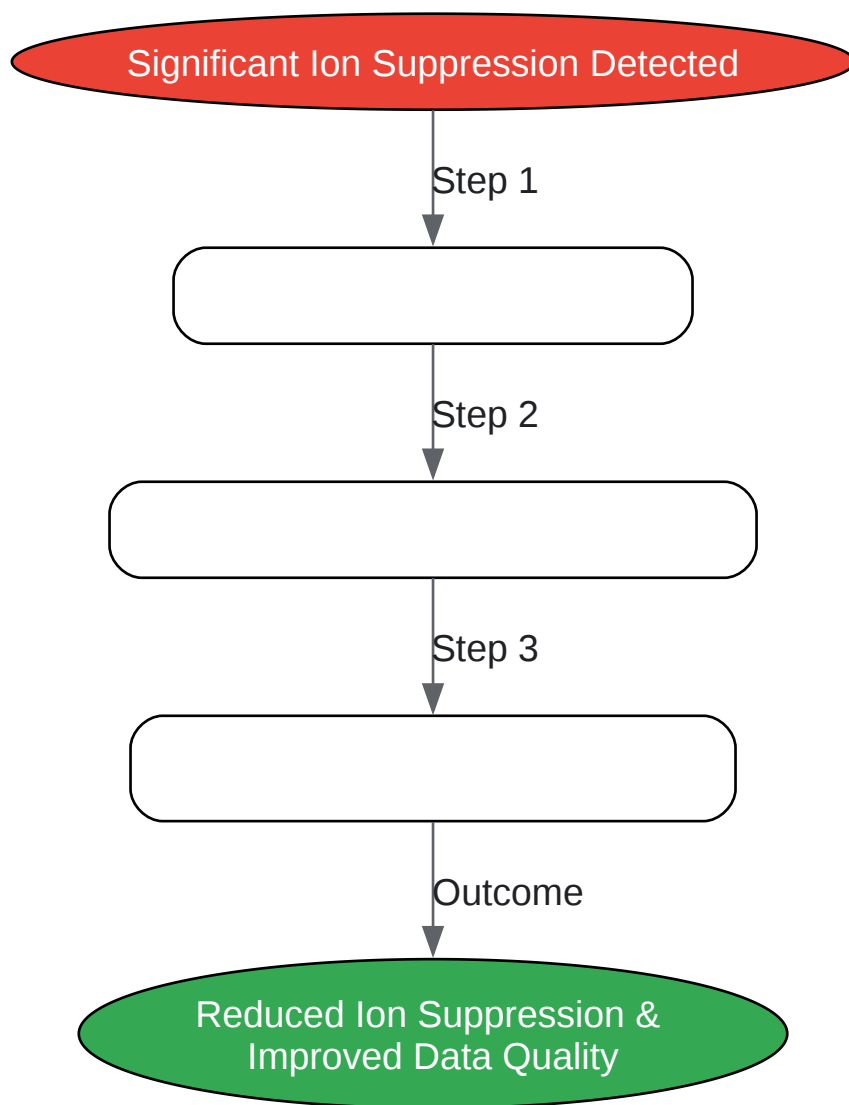 Significant Ion Suppression Detected
Step 1
Step 2
Step 3
Outcome
Reduced Ion Suppression &
Improved Data Quality